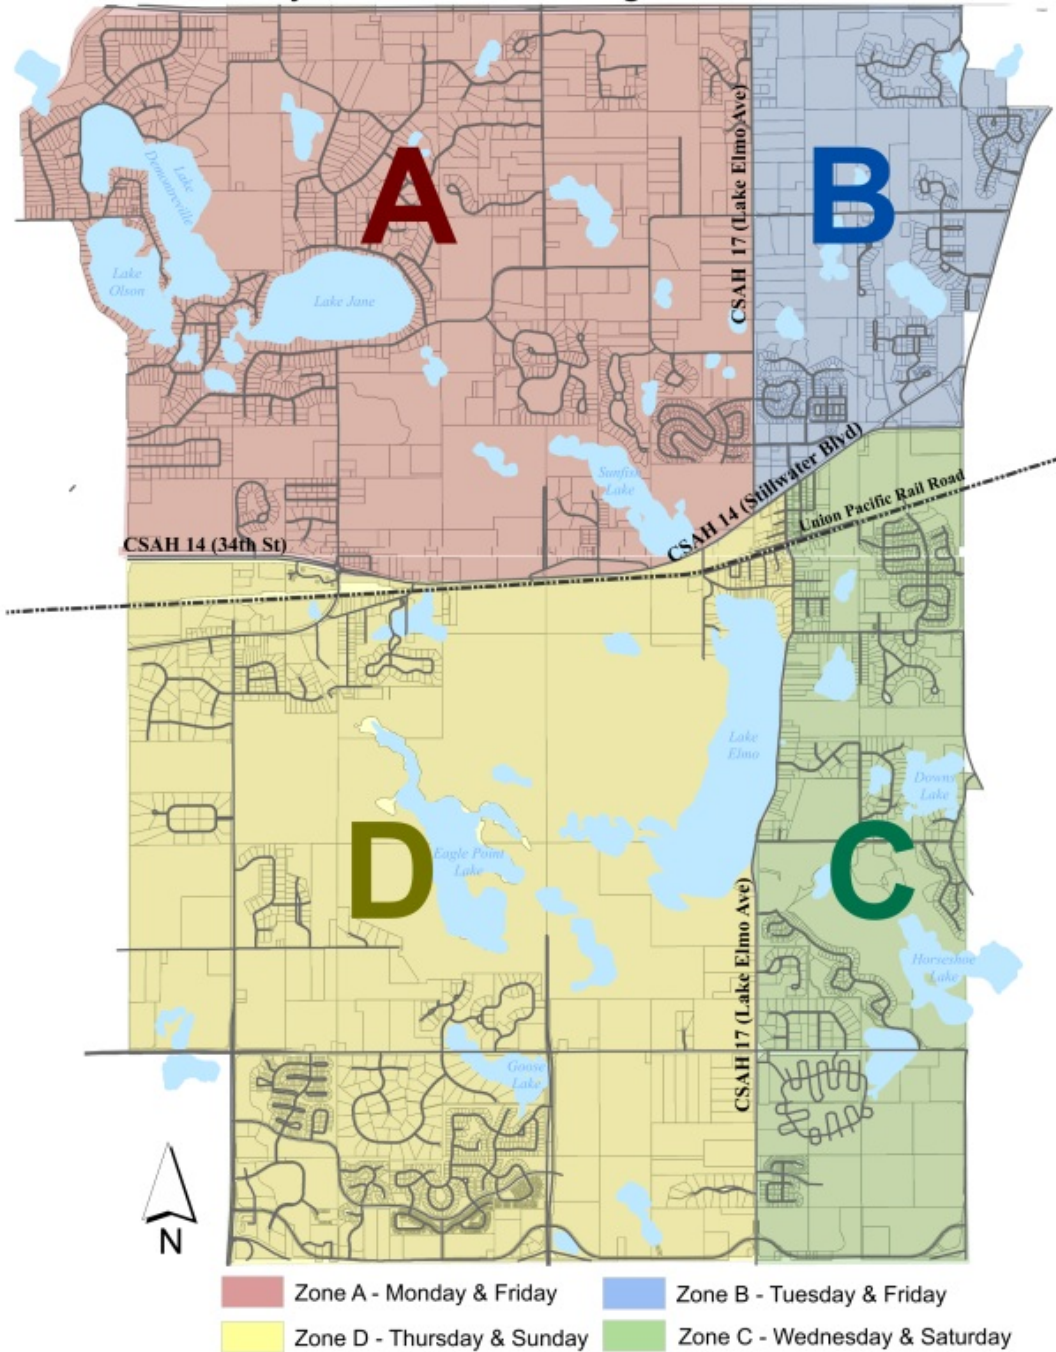 A
B
CSAH 17 (Lake Elmo Ave)
Lake
Demontreville
Lake
Olson
Lake Jane
Sunfish
Lake
CSAH 14 (Stillwater Blvd)
Union Pacific Rail Road
CSAH 14 (34th St)
Lake
Elmo
Downs
Lake
D
C
Eagle Point
Lake
CSAH 17 (Lake Elmo Ave)
Horseshoe
Lake
Goose
Lake
N
Zone A - Monday & Friday
Zone B - Tuesday & Friday
Zone D - Thursday & Sunday
Zone C - Wednesday & Saturday